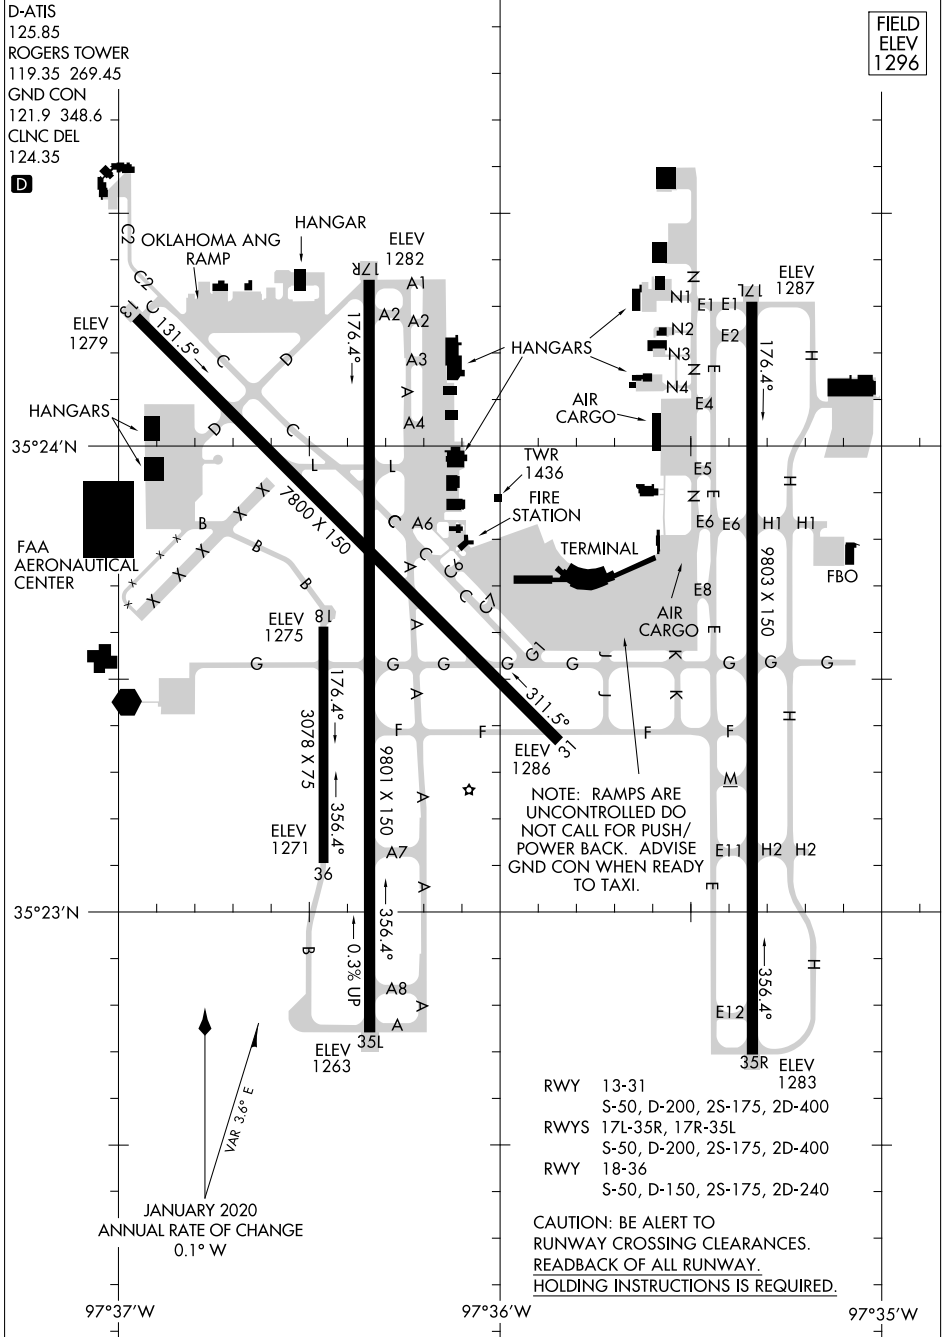 D-ATIS
125.85
ROGERS TOWER
119.35 269.45
GND CON
121.9 348.6
CLNC DEL
124.35
D
FIELD
ELEV
1296
HANGAR
OKLAHOMA ANG
RAMP
C2
C2
C
ELEV
1282
17R
A1
A2
A2
A3
A
A4
ELEV
1279
13
131.5°
C
D
176.4°
HANGARS
N
N1
N2
N3
N
N4
E1
E1
17L
ELEV
1287
E2
E
E4
176.4°
H
HANGARS
D
C
35°24'N
L
L
AIR
CARGO
TWR
1436
E5
N
E
H
X
X
X
X
X
X
X
7800 X 150
B
B
B
C
A6
FIRE
STATION
E6
E6
H1
H1
FAA
AERONAUTICAL
CENTER
C
C6
C
C7
A
TERMINAL
9803 X 150
FBO
ELEV
1275
18
A
E8
AIR
CARGO
E
G
G
G
G
G1
G
J
J
K
K
G
G
G
176.4°
3078 X 75
A
311.5°
F
F
F
F
H
ELEV
1286
31
9801 X 150
M
356.4°
A
ELEV
1271
36
A7
A
NOTE: RAMPS ARE
UNCONTROLLED DO
NOT CALL FOR PUSH/
POWER BACK. ADVISE
GND CON WHEN READY
TO TAXI.
E11
H2
H2
E
35°23'N
B
0.3% UP
356.4°
A8
A
A
356.4°
H
E12
35L
ELEV
1263
35R
ELEV
1283
VAR 3.6° E
JANUARY 2020
ANNUAL RATE OF CHANGE
0.1° W
RWY 13-31
S-50, D-200, 2S-175, 2D-400
RWYS 17L-35R, 17R-35L
S-50, D-200, 2S-175, 2D-400
RWY 18-36
S-50, D-150, 2S-175, 2D-240
CAUTION: BE ALERT TO
RUNWAY CROSSING CLEARANCES.
READBACK OF ALL RUNWAY.
HOLDING INSTRUCTIONS IS REQUIRED.
97°37'W
97°36'W
97°35'W